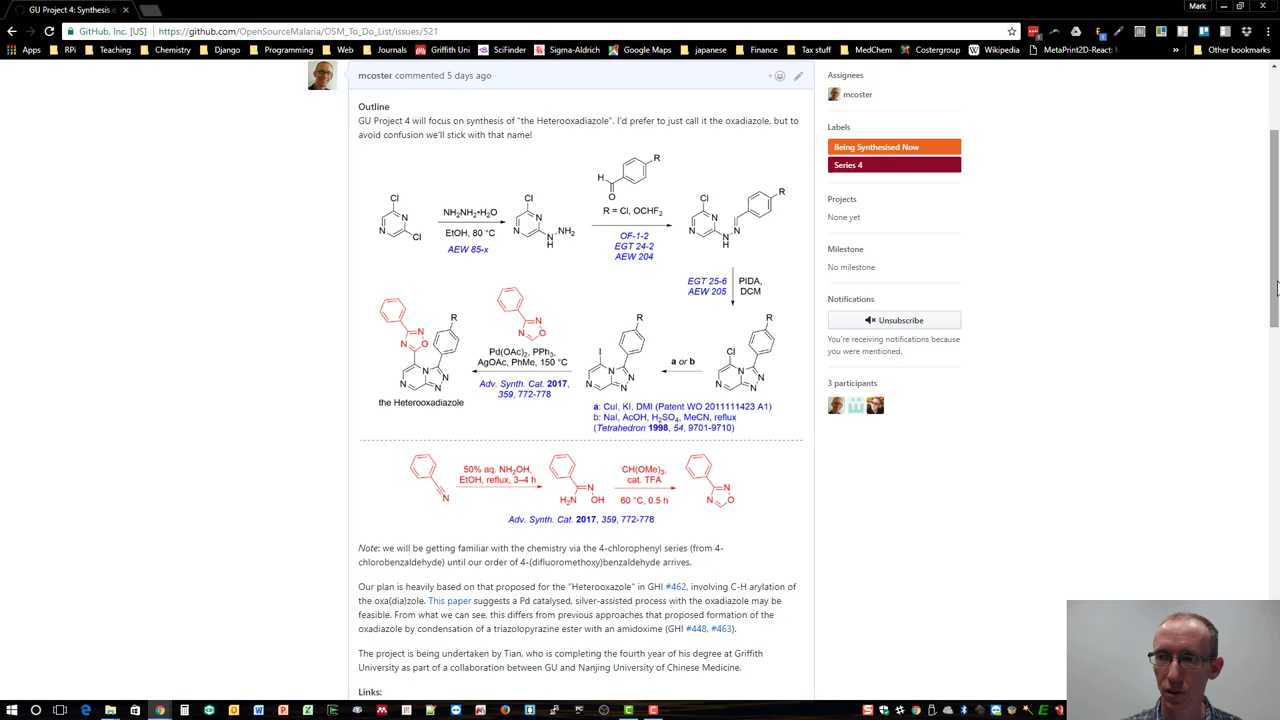 GU Project 4: Synthesis o
Mark
GitHub, Inc. [US] https://github.com/OpenSourceMalaria/OSM_To_Do_List/issues/521
Apps RPi Teaching Chemistry Django Programming Web Journals Griffith Uni SciFinder Sigma-Aldrich Google Maps japanese Finance Tax stuff MedChem Costergroup Wikipedia MetaPrint2D-React: » Other bookmarks
mcoster commented 5 days ago
Outline
GU Project 4 will focus on synthesis of "the Heterooxadiazole". I'd prefer to just call it the oxadiazole, but to
avoid confusion we'll stick with that name!
Cl
N
N
Cl
NH2NH2•H2O
EtOH, 80 °C
AEW 85-x
Cl
N
N
N
H
NH2
H
O
R
R = Cl, OCHF2
OF-1-2
EGT 24-2
AEW 204
Cl
N
N
N
H
N
R
EGT 25-6
AEW 205
PIDA,
DCM
Cl
N
N
N
N
R
a or b
a: CuI, KI, DMI (Patent WO 2011111423 A1)
b: NaI, AcOH, H2SO4, MeCN, reflux
(Tetrahedron 1998, 54, 9701-9710)
I
N
N
N
N
R
N
N
O
Pd(OAc)2, PPh3,
AgOAc, PhMe, 150 °C
Adv. Synth. Cat. 2017,
359, 772-778
N
N
O
N
N
N
N
R
the Heterooxadiazole
N
50% aq. NH2OH,
EtOH, reflux, 3–4 h
N
H2N
OH
CH(OMe)3,
cat. TFA
60 °C, 0.5 h
N
N
O
Adv. Synth. Cat. 2017, 359, 772-778
Note: we will be getting familiar with the chemistry via the 4-chlorophenyl series (from 4-
chlorobenzaldehyde) until our order of 4-(difluoromethoxy)benzaldehyde arrives.
Our plan is heavily based on that proposed for the "Heterooxazole" in GHI #462, involving C-H arylation of
the oxa(dia)zole. This paper suggests a Pd catalysed, silver-assisted process with the oxadiazole may be
feasible. From what we can see, this differs from previous approaches that proposed formation of the
oxadiazole by condensation of a triazolopyrazine ester with an amidoxime (GHI #448, #463).
The project is being undertaken by Tian, who is completing the fourth year of his degree at Griffith
University as part of a collaboration between GU and Nanjing University of Chinese Medicine.
Links:
Assignees
mcoster
Labels
Being Synthesised Now
Series 4
Projects
None yet
Milestone
No milestone
Notifications
Unsubscribe
You're receiving notifications because
you were mentioned.
3 participants